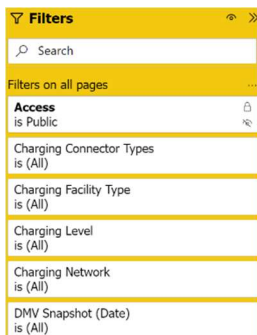 Filters
Search
Filters on all pages
Access
is Public
Charging Connector Types
is (All)
Charging Facility Type
is (All)
Charging Level
is (All)
Charging Network
is (All)
DMV Snapshot (Date)
is (All)